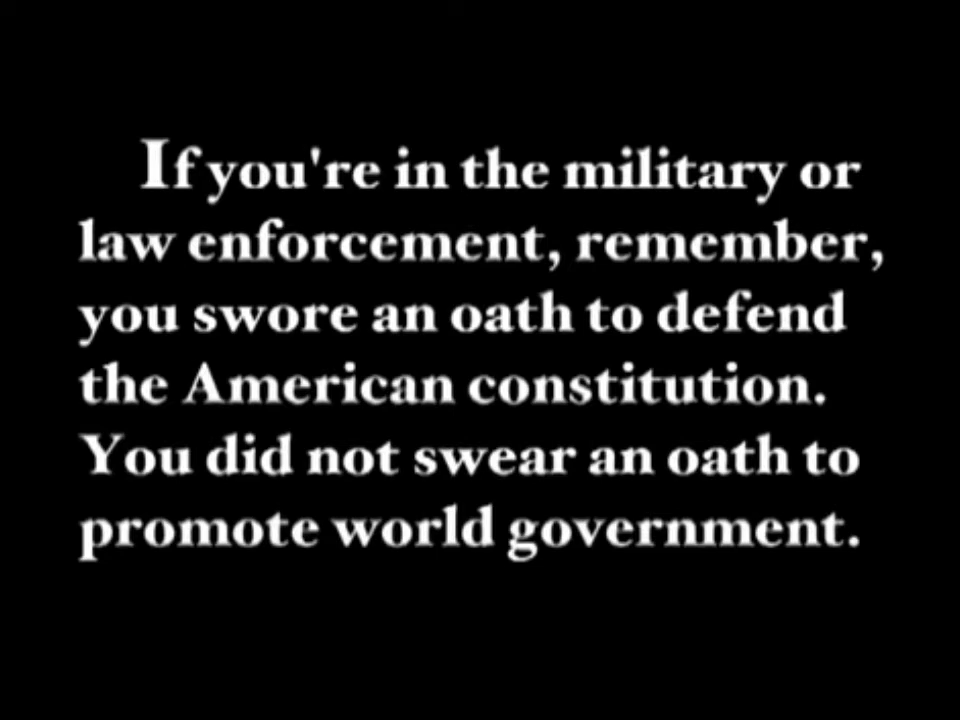 If you're in the military or
law enforcement, remember,
you swore an oath to defend
the American constitution.
You did not swear an oath to
promote world government.